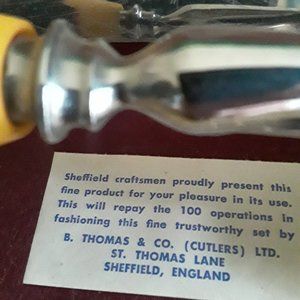 Sheffield craftsmen proudly present this
fine product for your pleasure in its use.
This will repay the 100 operations in
fashioning this fine trustworthy set by
B. THOMAS & CO. (CUTLERS) LTD.
ST. THOMAS LANE
SHEFFIELD, ENGLAND